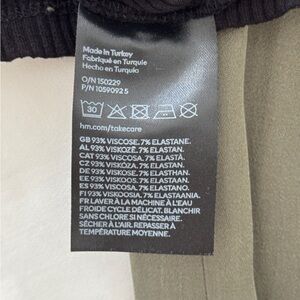 Made in Turkey
Fabriqué en Turquie
Hecho en Turquía
O/N 150229
P/N 1059092 5
30
hm.com/takecare
GB 93% VISCOSE, 7% ELASTANE.
AL 93% VISKOZË, 7% ELASTAN.
CAT 93% VISCOSA, 7% ELASTÀ.
CZ 93% VISKÓZA, 7% ELASTAN.
DE 93% VISKOSE, 7% ELASTHAN.
EE 93% VISKOOS, 7% ELASTAAN.
ES 93% VISCOSA, 7% ELASTANO.
FI 93% VISKOOSIA, 7% ELASTAANIA.
FR LAVER À LA MACHINE À L'EAU
FROIDE CYCLE DÉLICAT. BLANCHIR
SANS CHLORE SI NÉCESSAIRE.
SÉCHER À L'AIR. REPASSER À
TEMPÉRATURE MOYENNE.